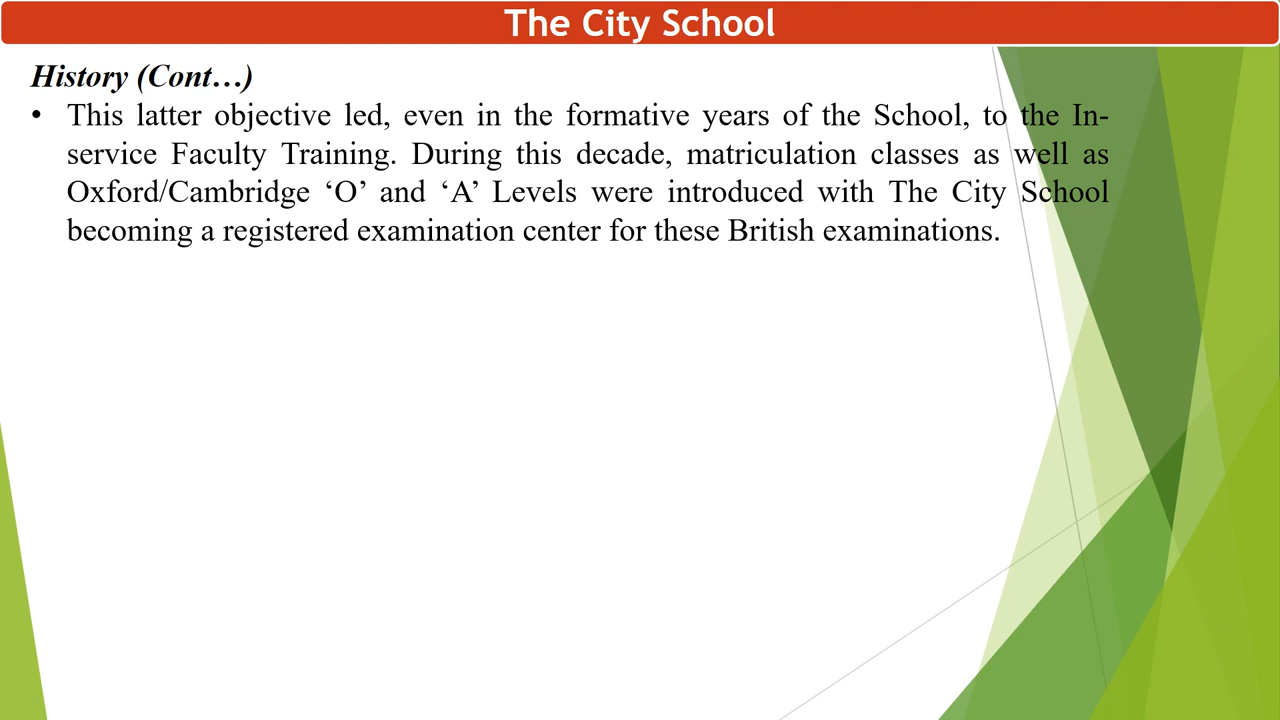 The City School
History (Cont…)
• This latter objective led, even in the formative years of the School, to the In-
service Faculty Training. During this decade, matriculation classes as well as
Oxford/Cambridge ‘O’ and ‘A’ Levels were introduced with The City School
becoming a registered examination center for these British examinations.